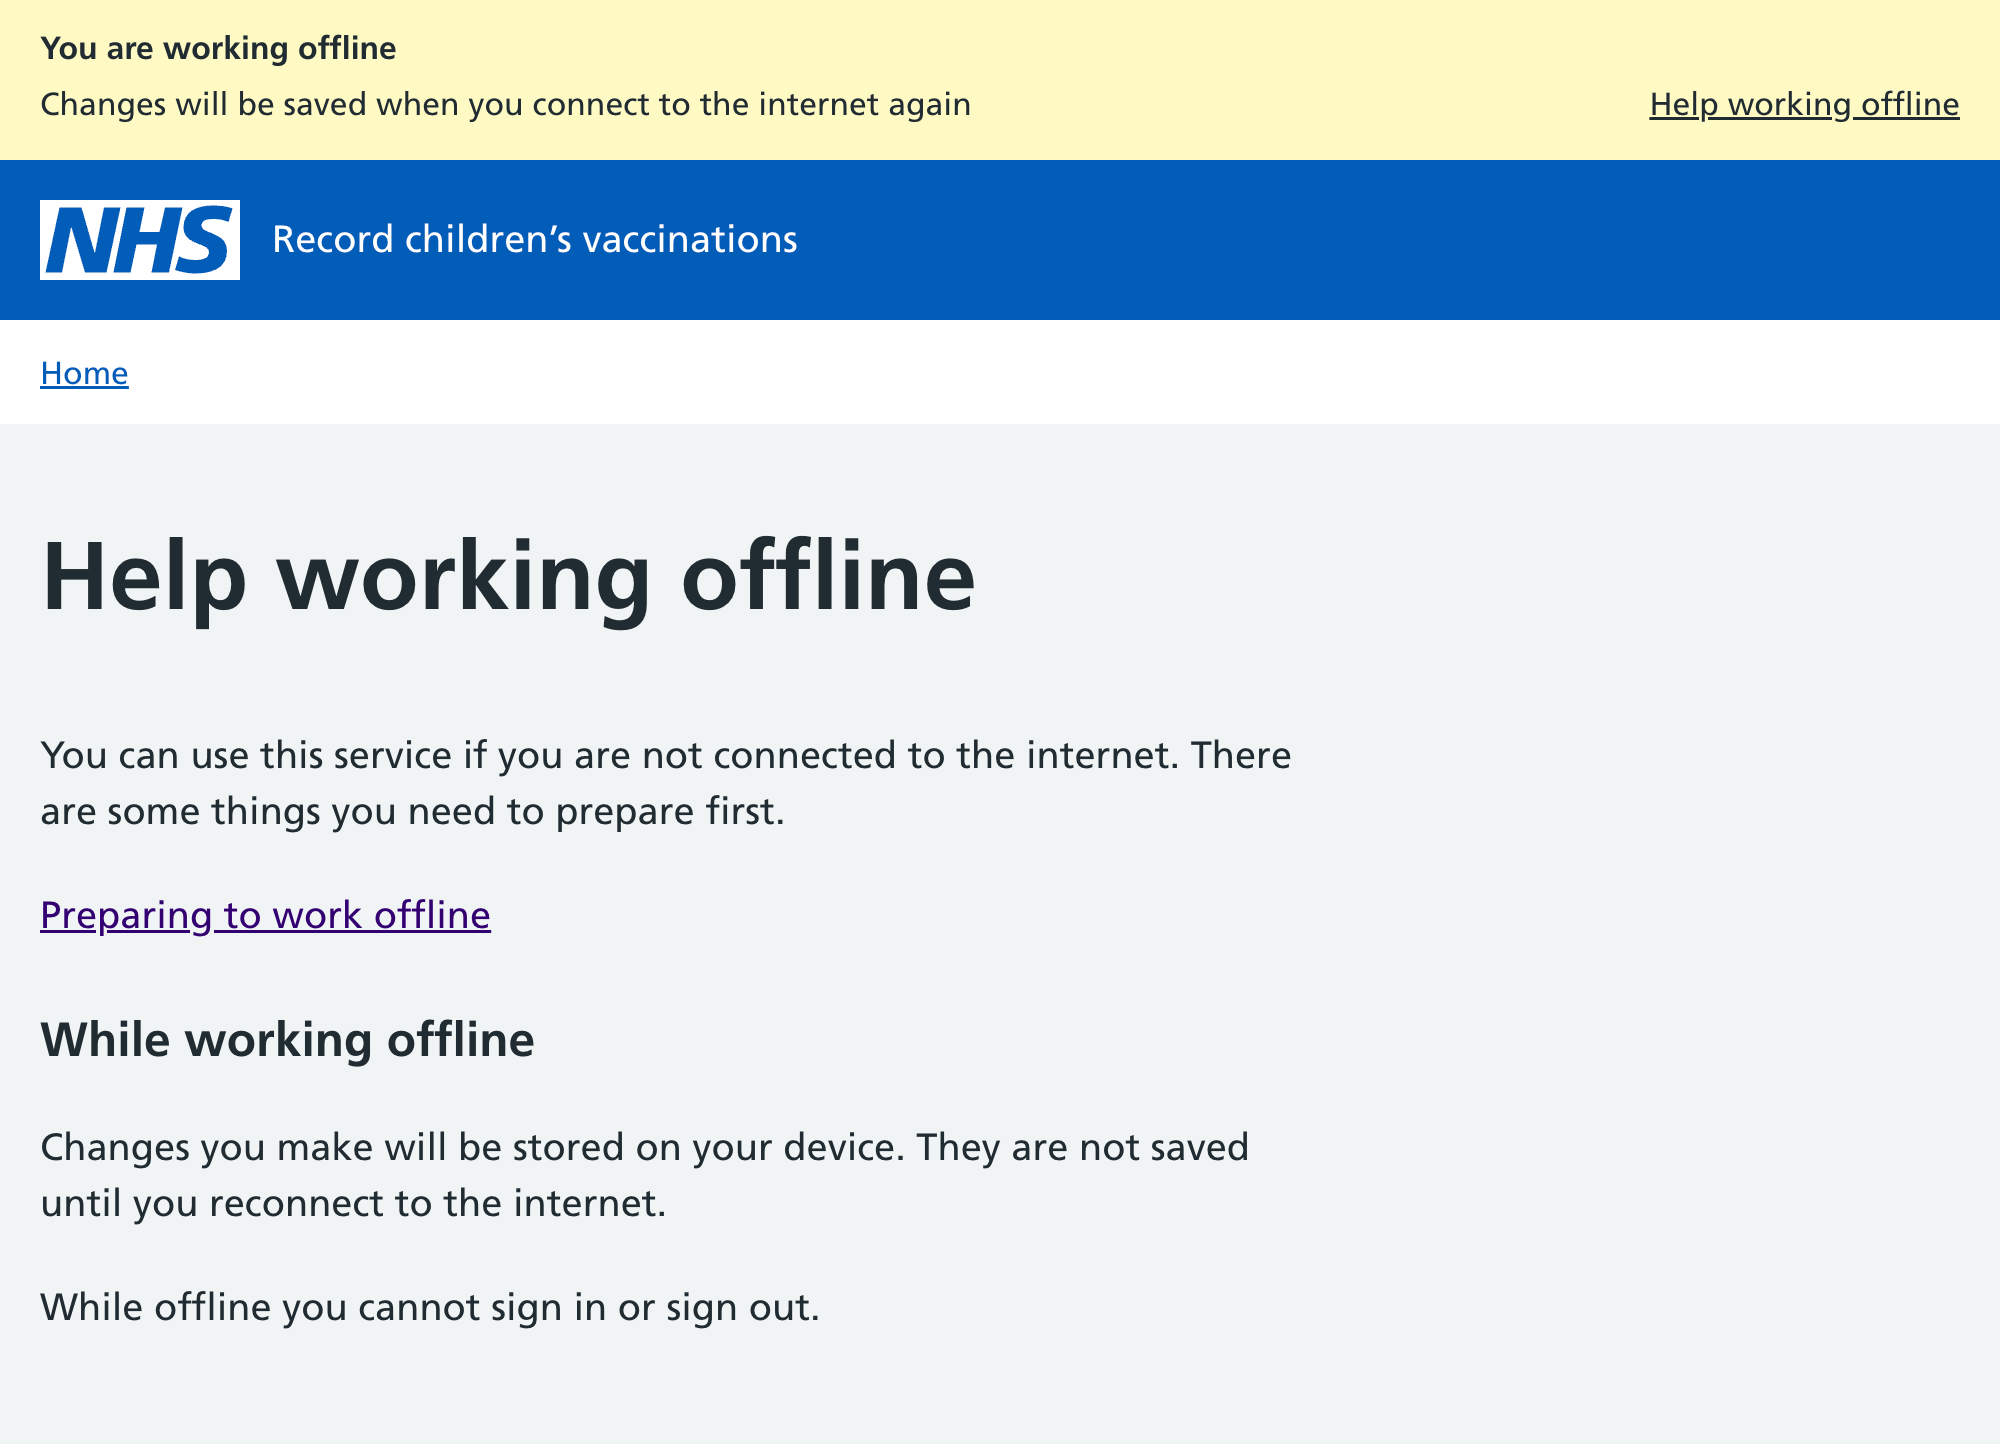 You are working offline
Changes will be saved when you connect to the internet again
Help working offline
NHS
Record children’s vaccinations
Home
Help working offline
You can use this service if you are not connected to the internet. There
are some things you need to prepare first.
Preparing to work offline
While working offline
Changes you make will be stored on your device. They are not saved
until you reconnect to the internet.
While offline you cannot sign in or sign out.